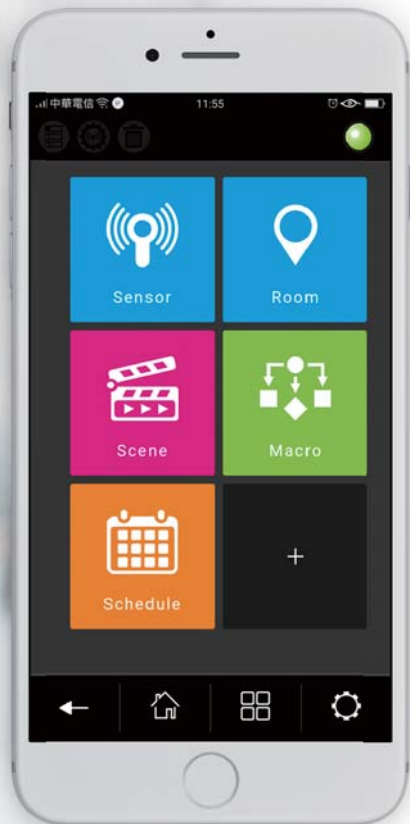 中華電信
11:55
Sensor
Room
Scene
Macro
Schedule
+